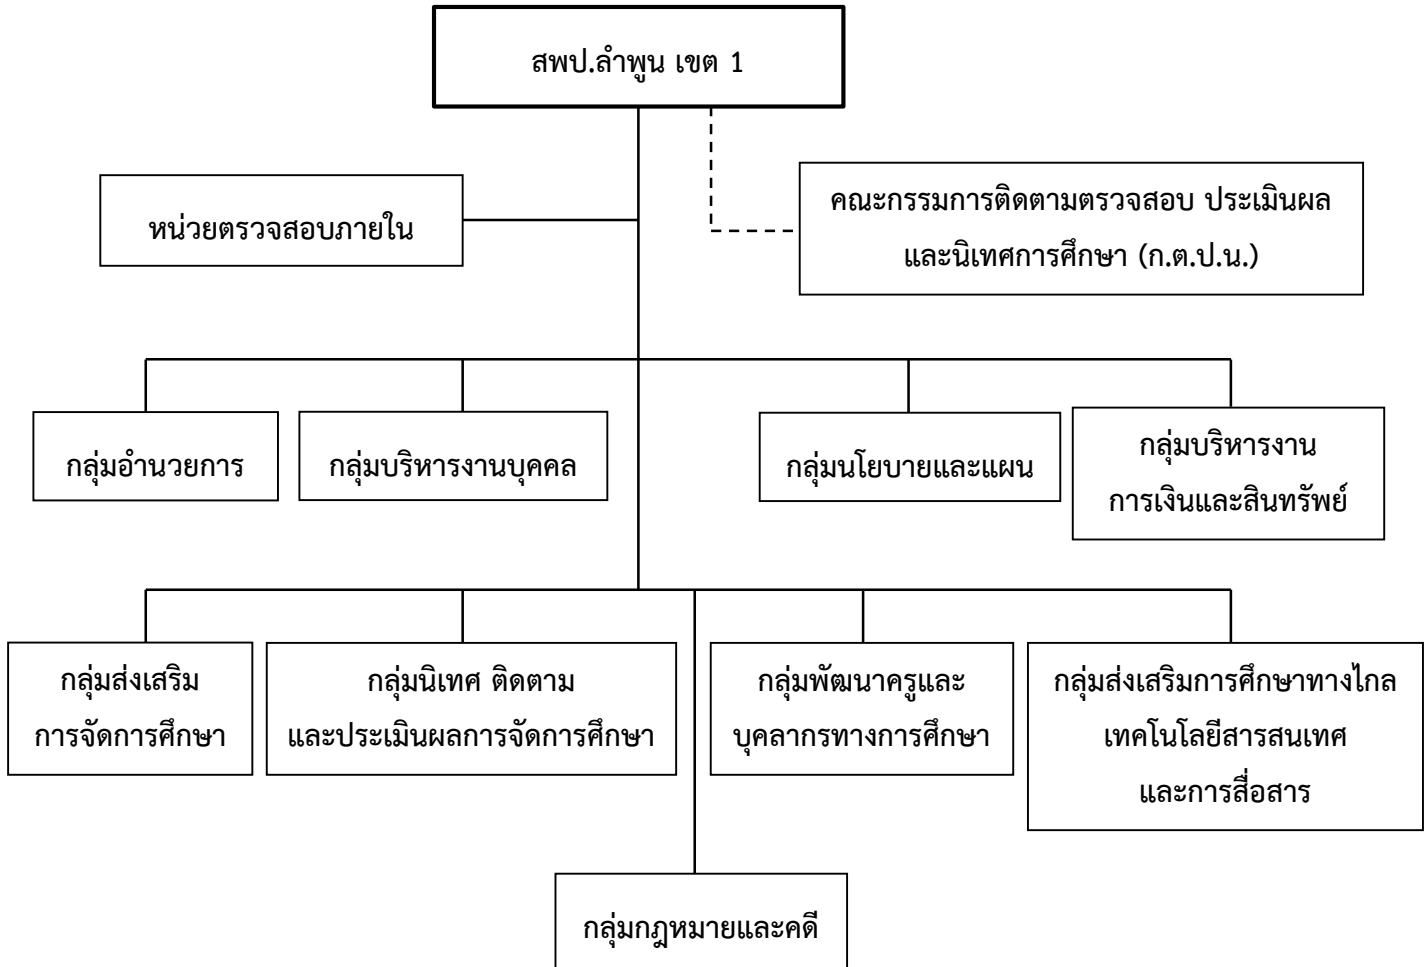 สพป.ลำพูน เขต 1
หน่วยตรวจสอบภายใน
คณะกรรมการติดตามตรวจสอบ ประเมินผล
และนิเทศการศึกษา (ก.ต.ป.น.)
กลุ่มอำนวยการ
กลุ่มบริหารงานบุคคล
กลุ่มนโยบายและแผน
กลุ่มบริหารงาน
การเงินและสินทรัพย์
กลุ่มส่งเสริม
การจัดการศึกษา
กลุ่มนิเทศ ติดตาม
และประเมินผลการจัดการศึกษา
กลุ่มพัฒนาครูและ
บุคลากรทางการศึกษา
กลุ่มส่งเสริมการศึกษาทางไกล
เทคโนโลยีสารสนเทศ
และการสื่อสาร
กลุ่มกฎหมายและคดี